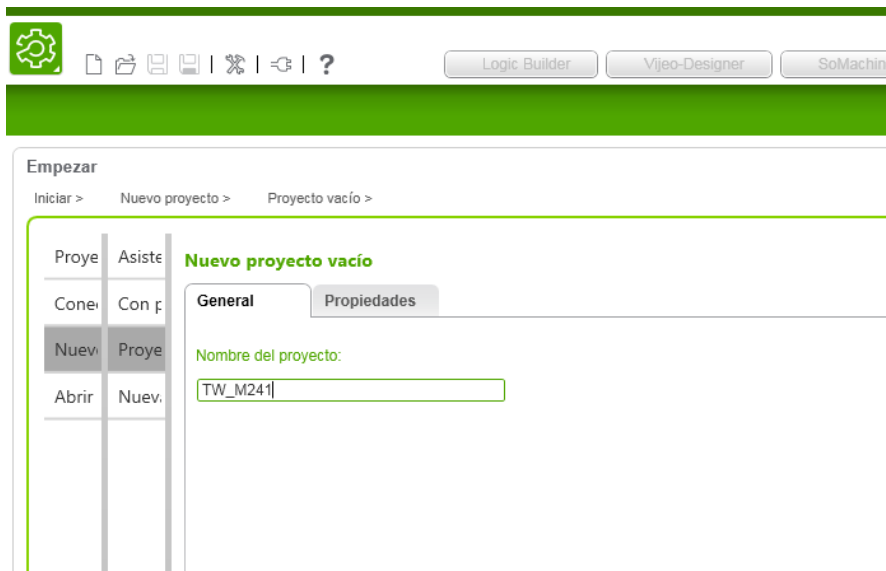 ?
Logic Builder Vijeo-Designer SoMachin
Empezar
Iniciar > Nuevo proyecto > Proyecto vacío >
Proye Asiste Nuevo proyecto vacío
Cone Con p General Propiedades
Nuev Proye Nombre del proyecto:
TW_M241
Abrir Nuev